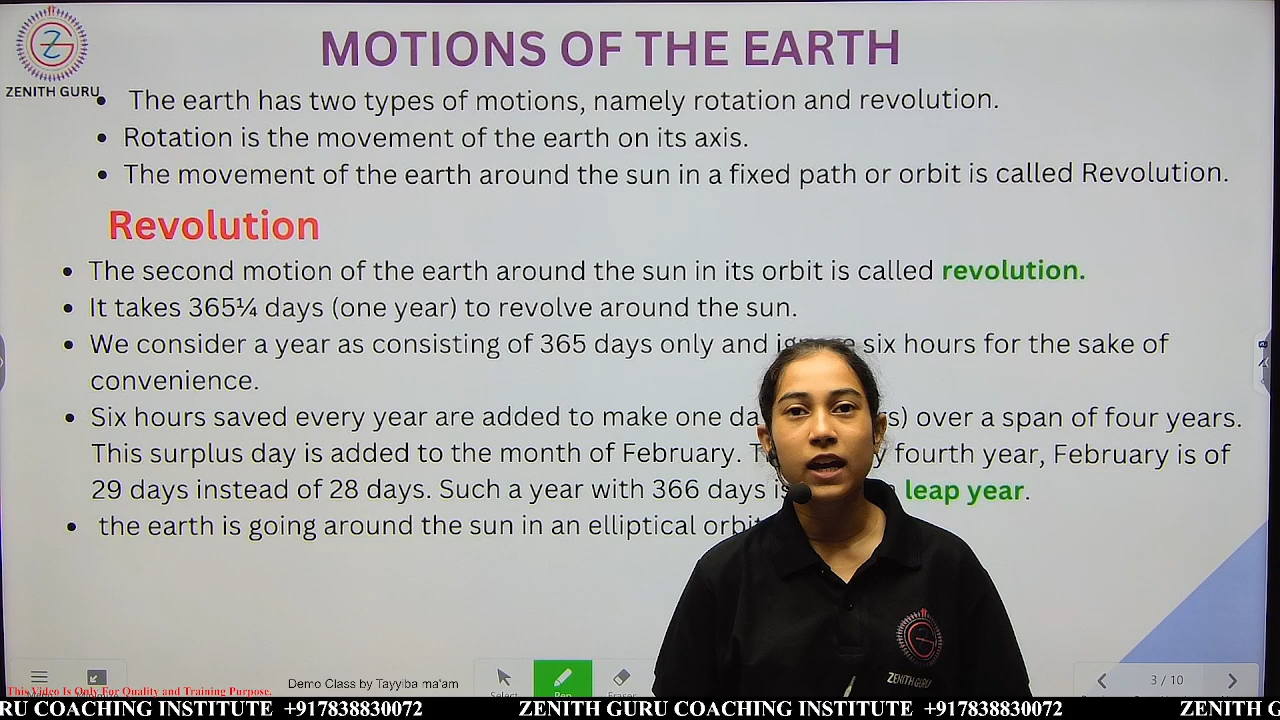 MOTIONS OF THE EARTH
ZENITH GURU
• The earth has two types of motions, namely rotation and revolution.
• Rotation is the movement of the earth on its axis.
• The movement of the earth around the sun in a fixed path or orbit is called Revolution.
Revolution
• The second motion of the earth around the sun in its orbit is called revolution.
• It takes 365¼ days (one year) to revolve around the sun.
• We consider a year as consisting of 365 days only and six hours for the sake of
convenience.
• Six hours saved every year are added to make one over a span of four years.
This surplus day is added to the month of February. fourth year, February is of
29 days instead of 28 days. Such a year with 366 days leap year.
• the earth is going around the sun in an elliptical
ZENITH GURU
Select
Pen
Eraser
3 / 10
Demo Class by Tayyiba ma'am
This Video Is Only For Quality and Training Purpose.
RU COACHING INSTITUTE +917838830072 ZENITH GURU COACHING INSTITUTE +917838830072 ZENITH G